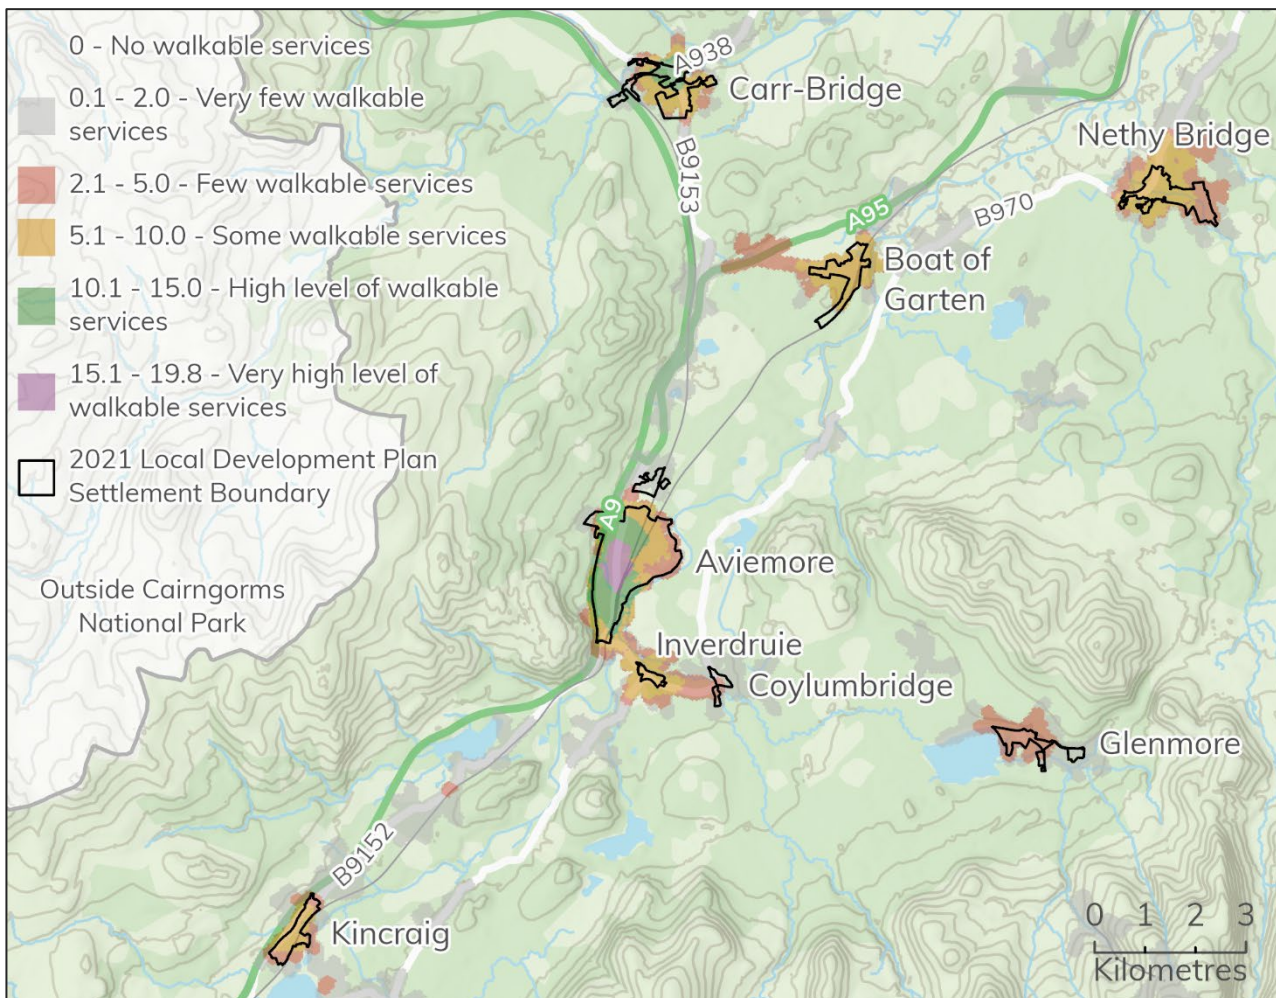 0 - No walkable services
0.1 - 2.0 - Very few walkable
services
2.1 - 5.0 - Few walkable services
5.1 - 10.0 - Some walkable services
10.1 - 15.0 - High level of walkable
services
15.1 - 19.8 - Very high level of
walkable services
2021 Local Development Plan
Settlement Boundary
Outside Cairngorms
National Park
A938
Carr-Bridge
B9153
Nethy Bridge
A95
B970
Boat of
Garten
A9
Aviemore
Inverdruie
Coylumbridge
Glenmore
B9152
Kincraig
0 1 2 3
Kilometres